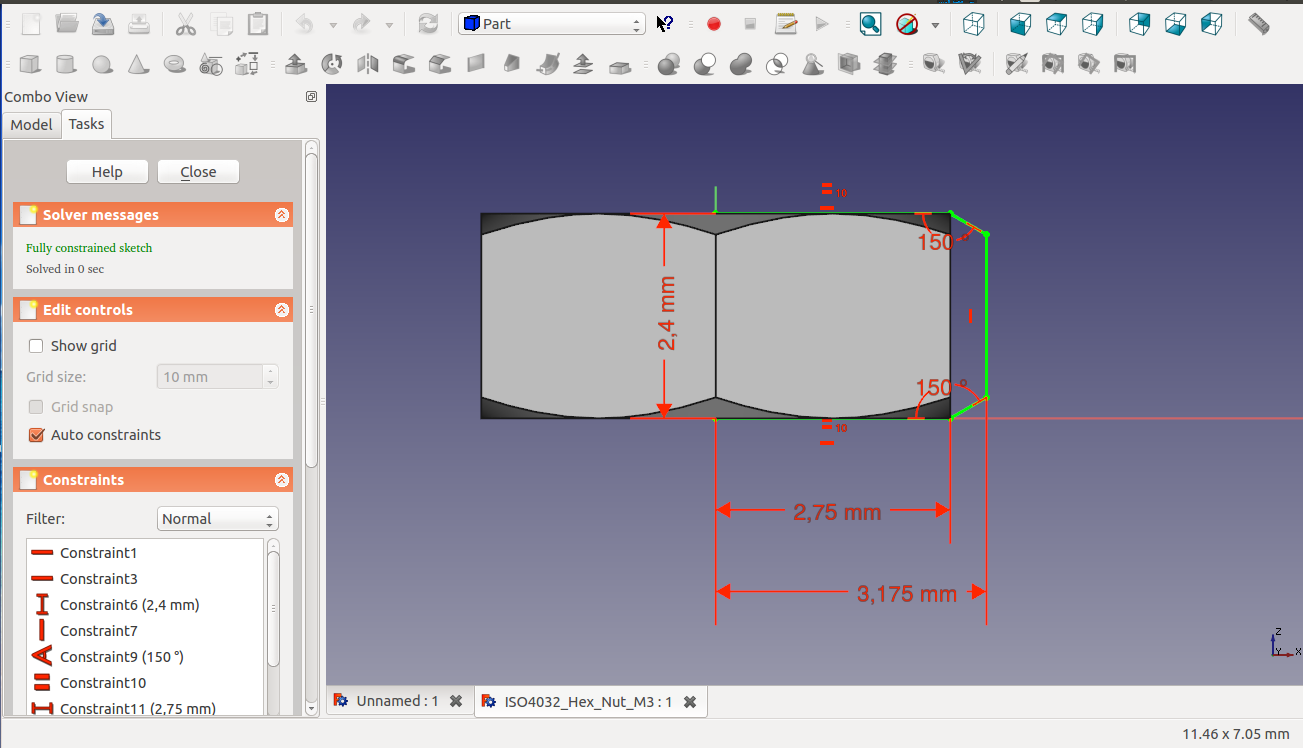 Part
Combo View
Model
Tasks
Help
Close
Solver messages
Fully constrained sketch
Solved in 0 sec
Edit controls
Show grid
Grid size:
10 mm
Grid snap
Auto constraints
Constraints
Filter:
Normal
Constraint1
Constraint3
Constraint6 (2,4 mm)
Constraint7
Constraint9 (150 °)
Constraint10
Constraint11 (2,75 mm)
10
150 °
2,4 mm
150 °
10
2,75 mm
3,175 mm
Z
Y
X
Unnamed : 1
ISO4032_Hex_Nut_M3 : 1
11.46 x 7.05 mm